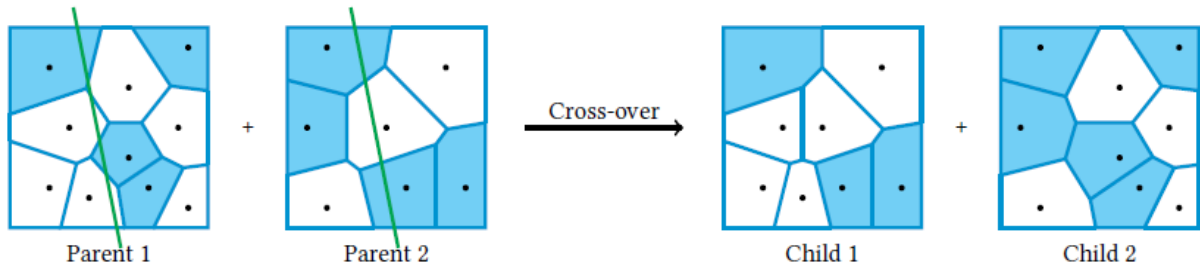 +
Cross-over
+
Parent 1
Parent 2
Child 1
Child 2